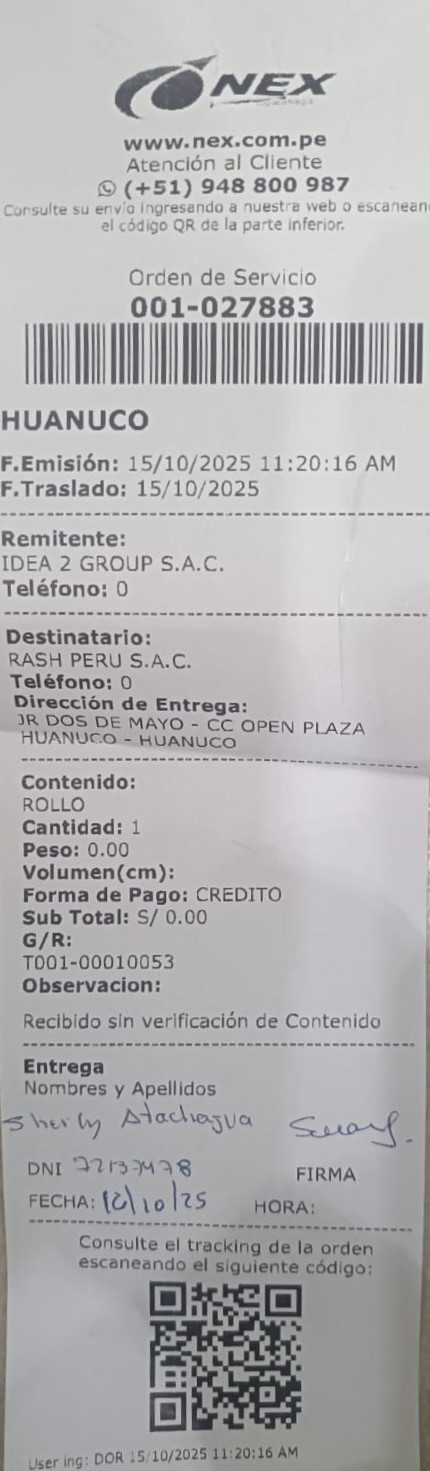 NEX
www.nex.com.pe
Atención al Cliente
(+51) 948 800 987
Consulte su envío ingresando a nuestra web o escanean
el código QR de la parte inferior.
Orden de Servicio
001-027883
HUANUCO
F.Emisión: 15/10/2025 11:20:16 AM
F.Traslado: 15/10/2025
Remitente:
IDEA 2 GROUP S.A.C.
Teléfono: 0
Destinatario:
RASH PERU S.A.C.
Teléfono: 0
Dirección de Entrega:
JR DOS DE MAYO - CC OPEN PLAZA
HUANUCO - HUANUCO
Contenido:
ROLLO
Cantidad: 1
Peso: 0.00
Volumen(cm):
Forma de Pago: CREDITO
Sub Total: S/ 0.00
G/R:
T001-00010053
Observacion:
Recibido sin verificación de Contenido
Entrega
Nombres y Apellidos
Sherly Atachagua
DNI 72137478 FIRMA
FECHA: /10/25 HORA:
Consulte el tracking de la orden
escaneando el siguiente código:
User ing: DOR 15/10/2025 11:20:16 AM